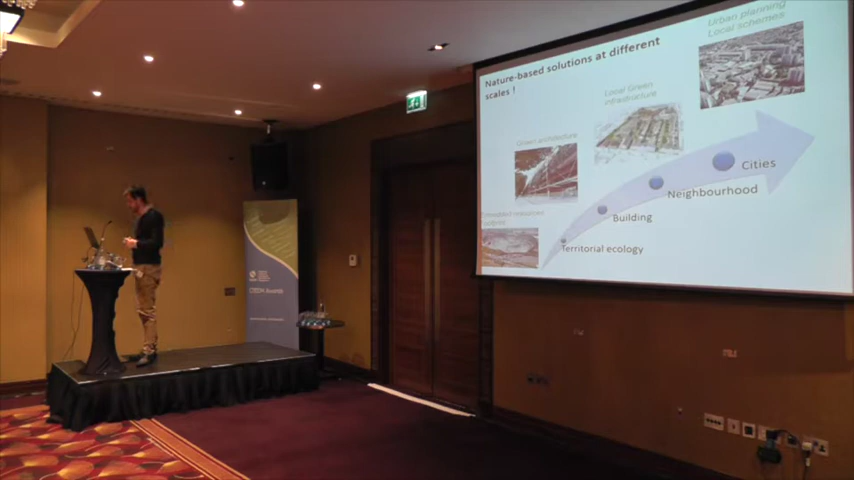 Nature-based solutions at different
scales !
Urban planning
Local schemes
Local Green
infrastructure
Green architecture
Cities
Neighbourhood
Building
Territorial ecology